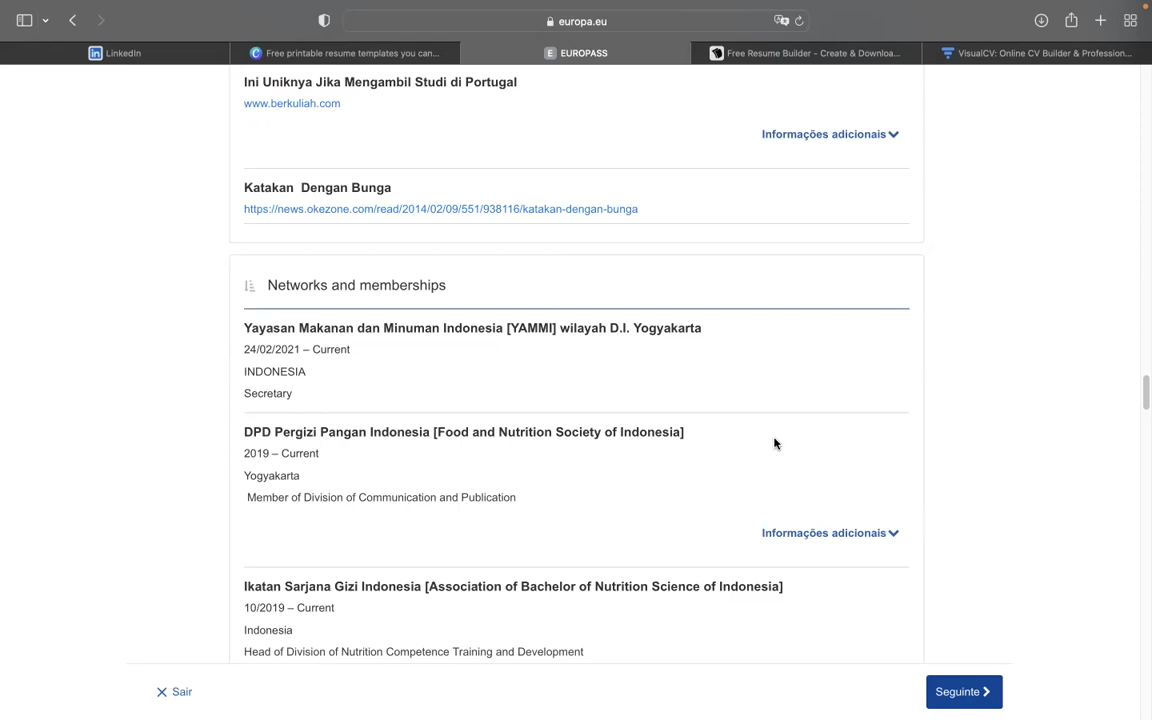 europa.eu
LinkedIn
Free printable resume templates you can...
EUROPASS
Free Resume Builder - Create & Downloa...
VisualCV: Online CV Builder & Profession...
Ini Uniknya Jika Mengambil Studi di Portugal
www.berkuliah.com
Informações adicionais
Katakan  Dengan Bunga
https://news.okezone.com/read/2014/02/09/551/938116/katakan-dengan-bunga
Networks and memberships
Yayasan Makanan dan Minuman Indonesia [YAMMI] wilayah D.I. Yogyakarta
24/02/2021 – Current
INDONESIA
Secretary
DPD Pergizi Pangan Indonesia [Food and Nutrition Society of Indonesia]
2019 – Current
Yogyakarta
Member of Division of Communication and Publication
Informações adicionais
Ikatan Sarjana Gizi Indonesia [Association of Bachelor of Nutrition Science of Indonesia]
10/2019 – Current
Indonesia
Head of Division of Nutrition Competence Training and Development
Sair
Seguinte